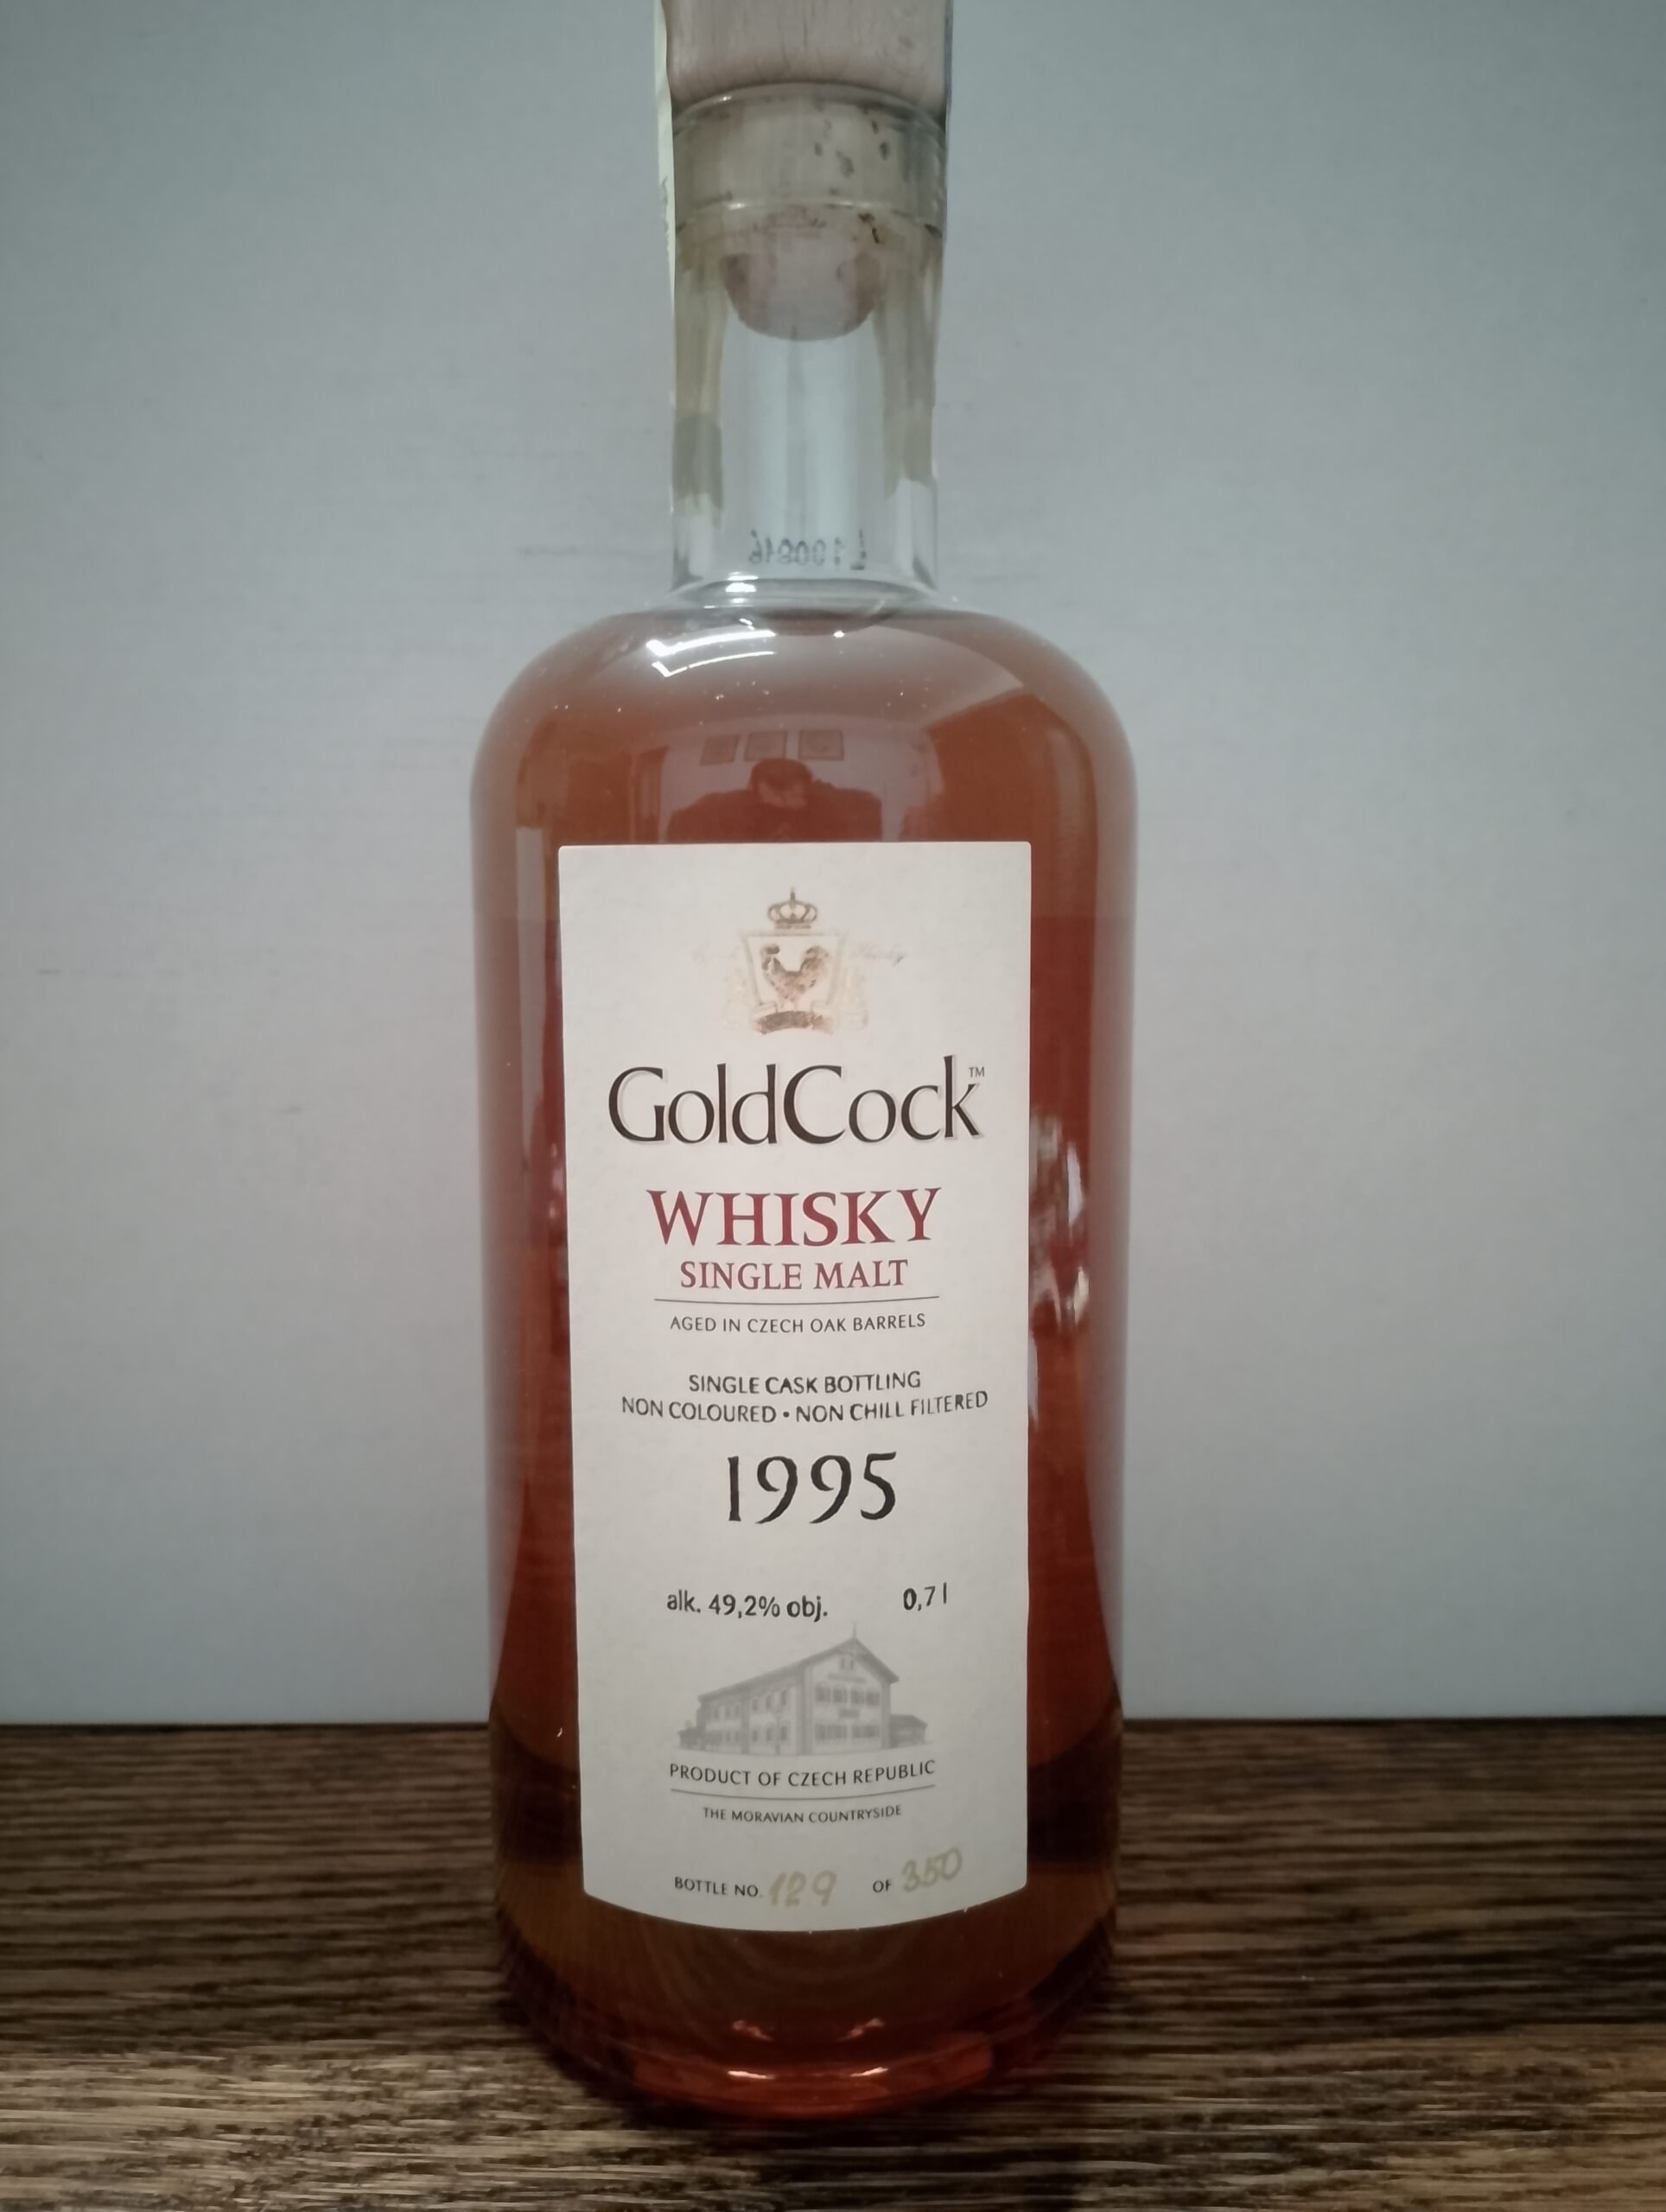 L190816
GoldCock™
WHISKY
SINGLE MALT
AGED IN CZECH OAK BARRELS
SINGLE CASK BOTTLING
NON COLOURED • NON CHILL FILTERED
1995
alk. 49,2% obj. 0,7 l
PRODUCT OF CZECH REPUBLIC
THE MORAVIAN COUNTRYSIDE
BOTTLE NO. 129 OF 350